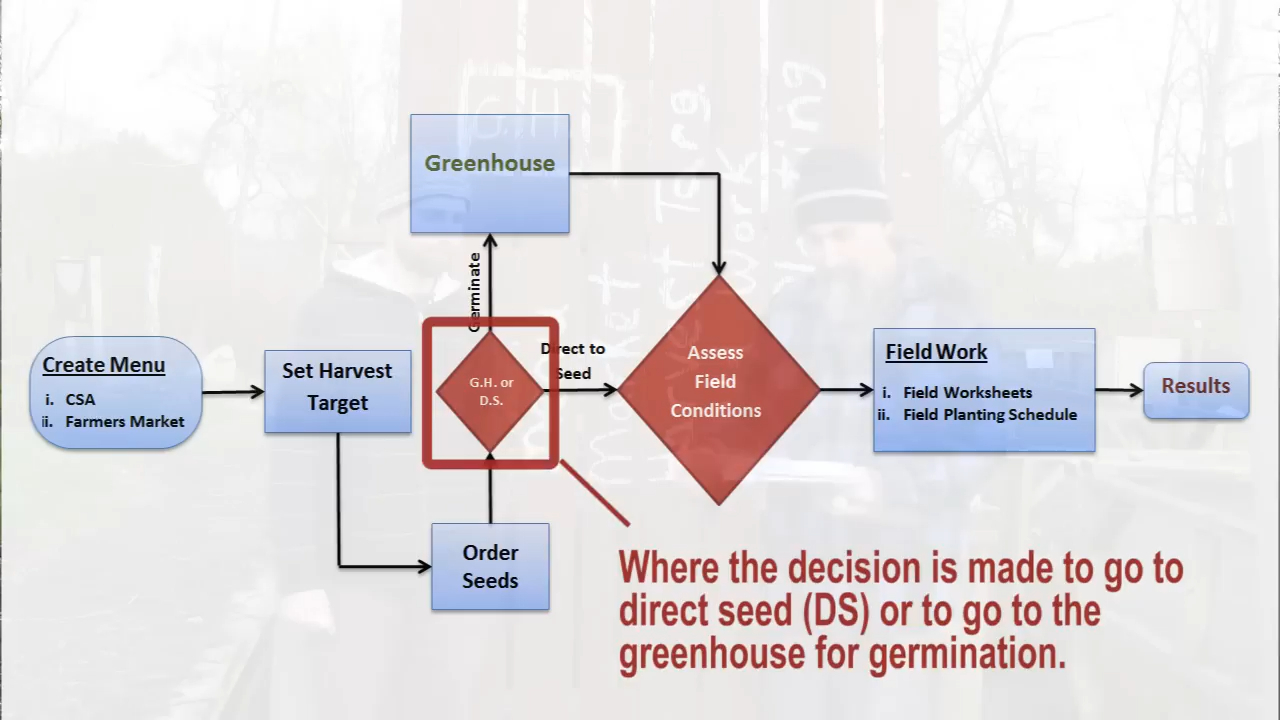 Greenhouse
Germinate
Create Menu
i. CSA
ii. Farmers Market
Set Harvest
Target
G.H. or
D.S.
Direct to
Seed
Assess
Field
Conditions
Field Work
i. Field Worksheets
ii. Field Planting Schedule
Results
Order
Seeds
Where the decision is made to go to
direct seed (DS) or to go to the
greenhouse for germination.